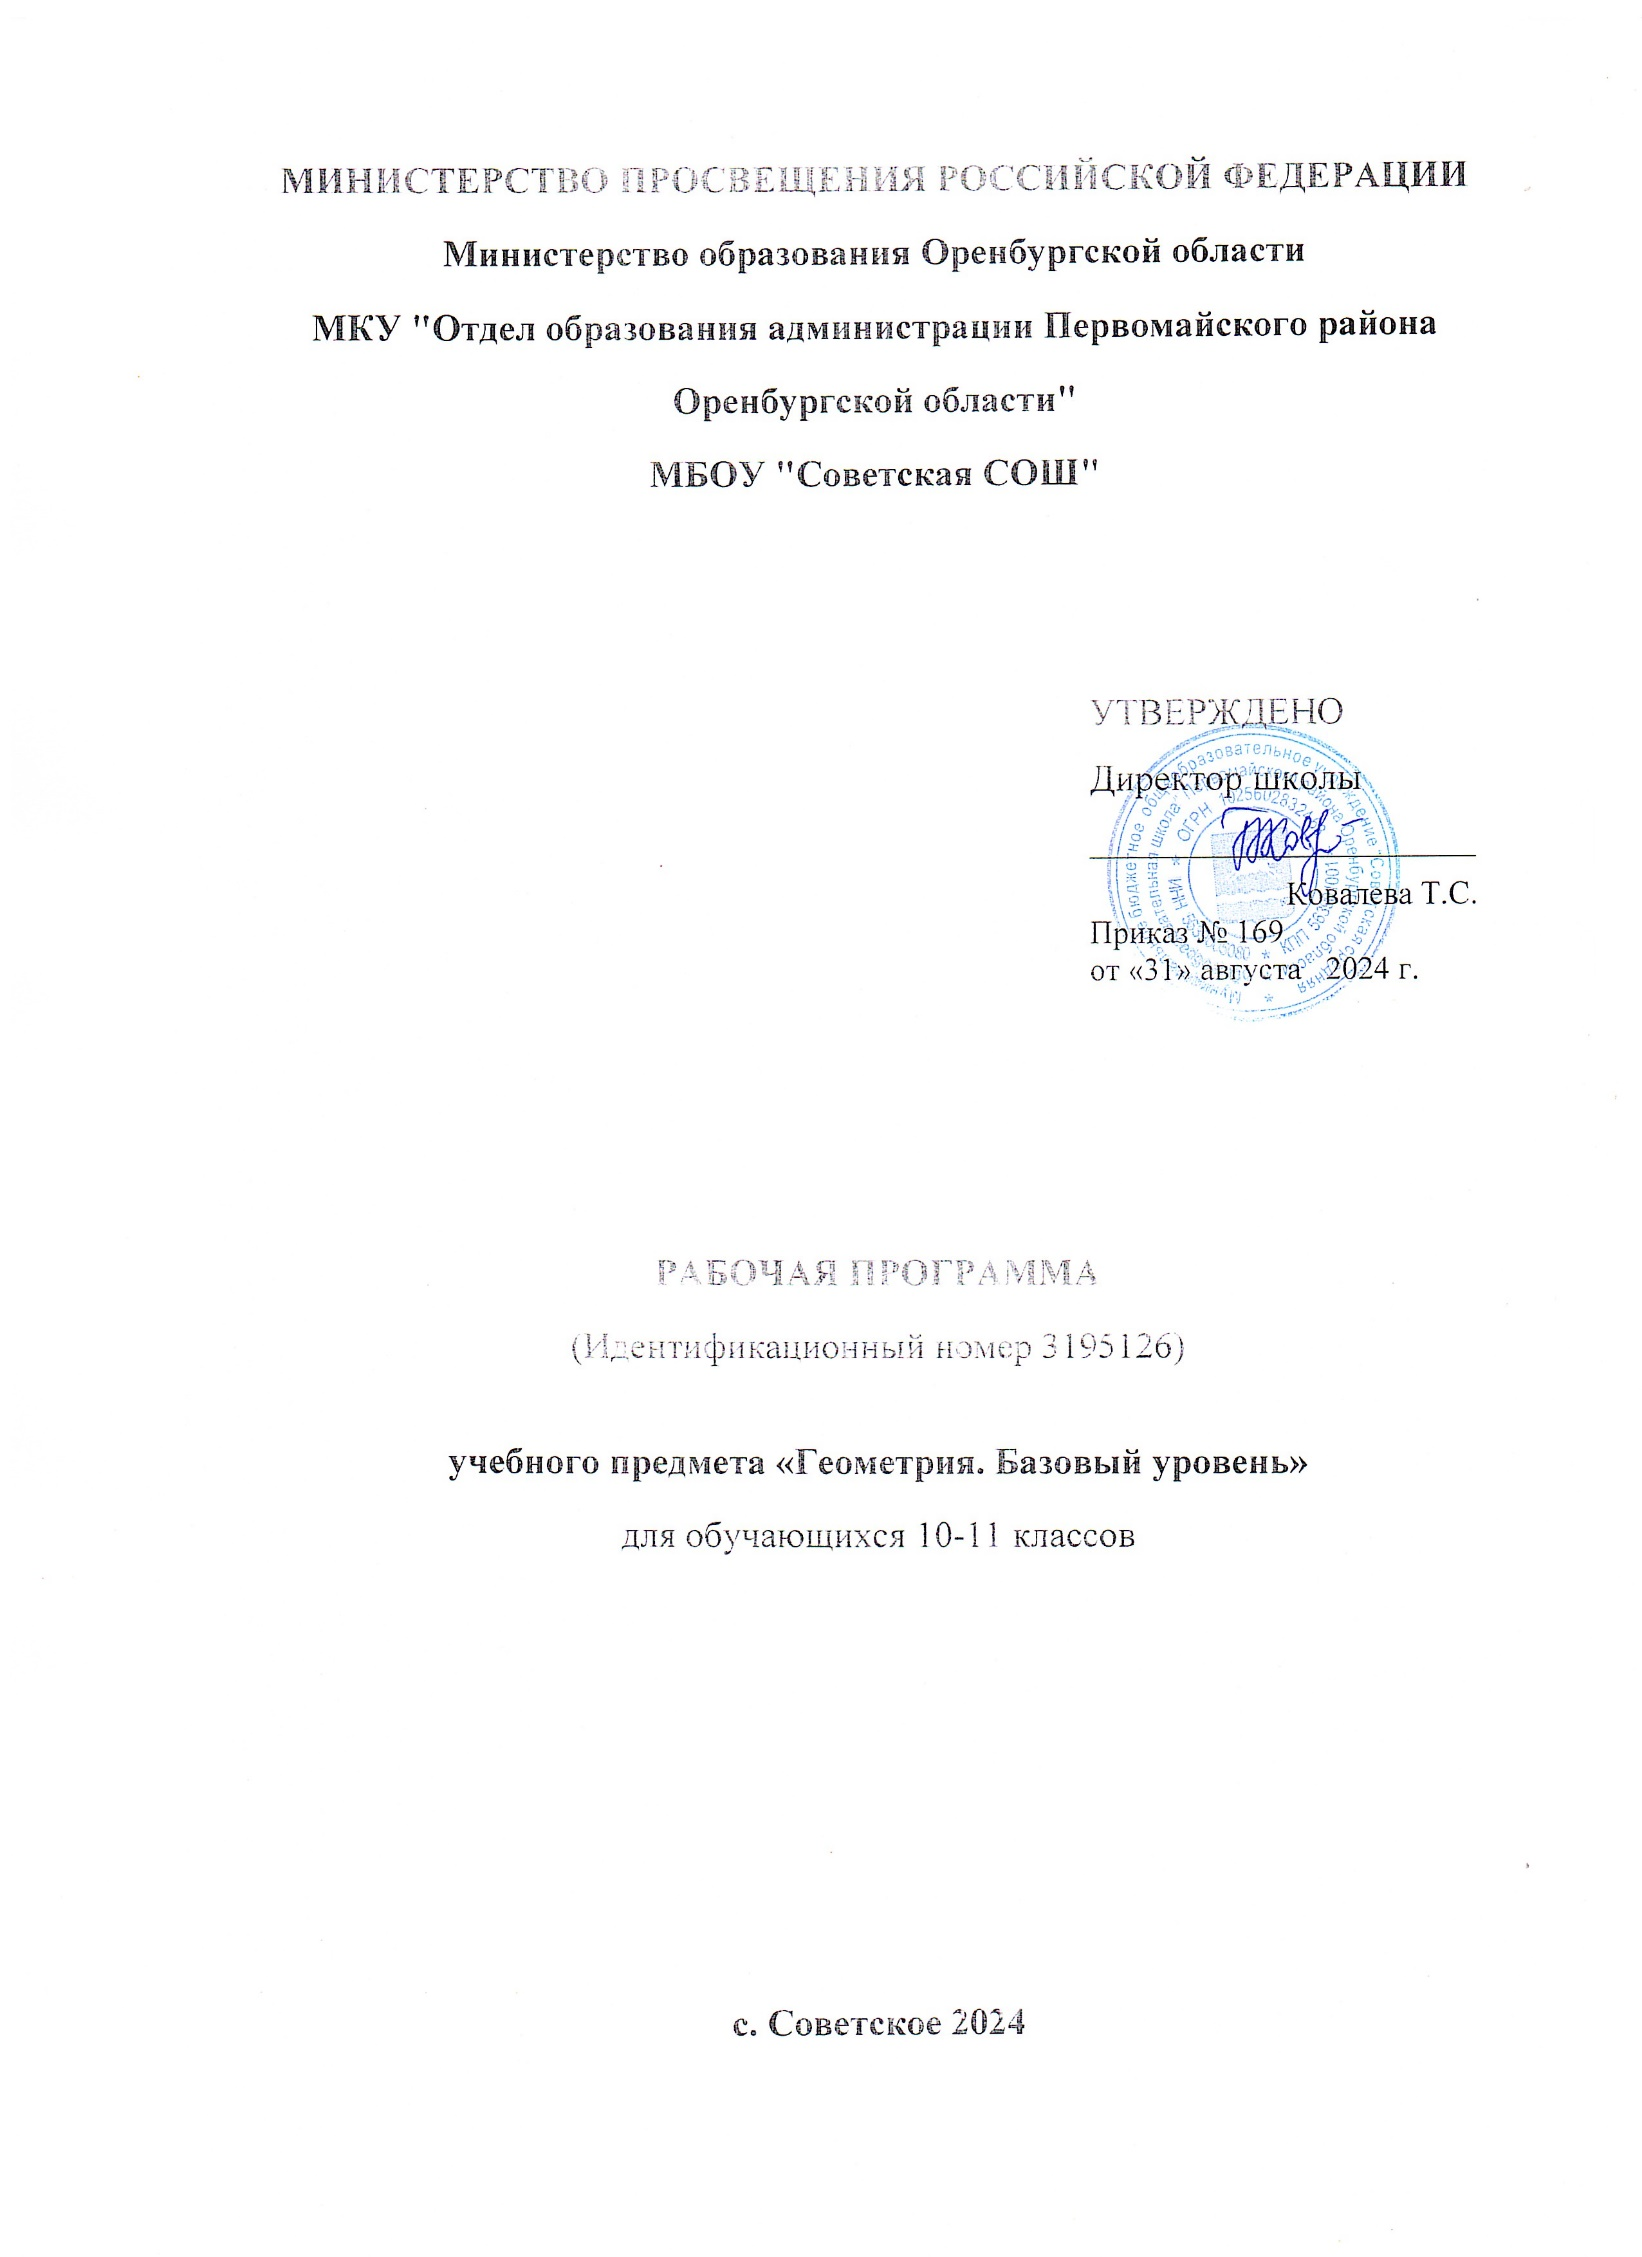 МИНИСТЕРСТВО ПРОСВЕЩЕНИЯ РОССИЙСКОЙ ФЕДЕРАЦИИ
Министерство образования Оренбургской области
МКУ "Отдел образования администрации Первомайского района
Оренбургской области"
МБОУ "Советская СОШ"
УТВЕРЖДЕНО
Директор школы
Ковалева Т.С.
Приказ № 169
от «31» августа 2024 г.
РАБОЧАЯ ПРОГРАММА
(Идентификационный номер 3195126)
учебного предмета «Геометрия. Базовый уровень»
для обучающихся 10-11 классов
с. Советское 2024